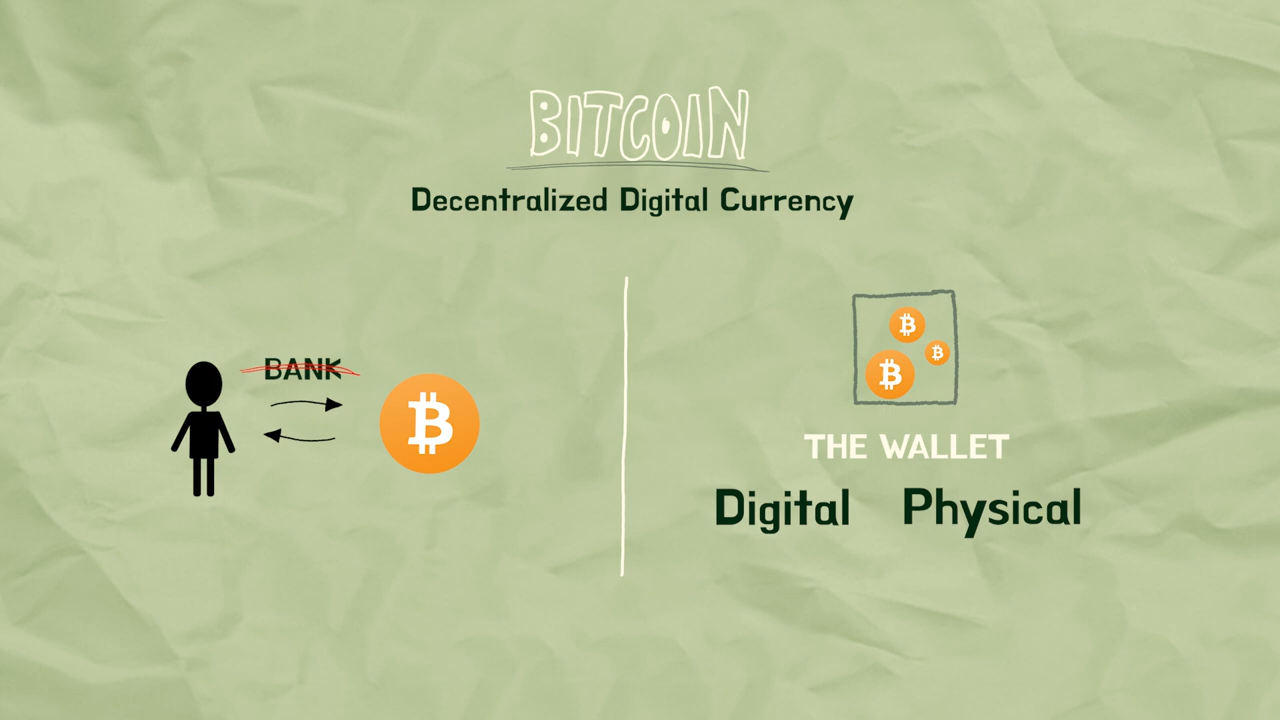 BITCOIN
Decentralized Digital Currency
BANK
THE WALLET
Digital Physical